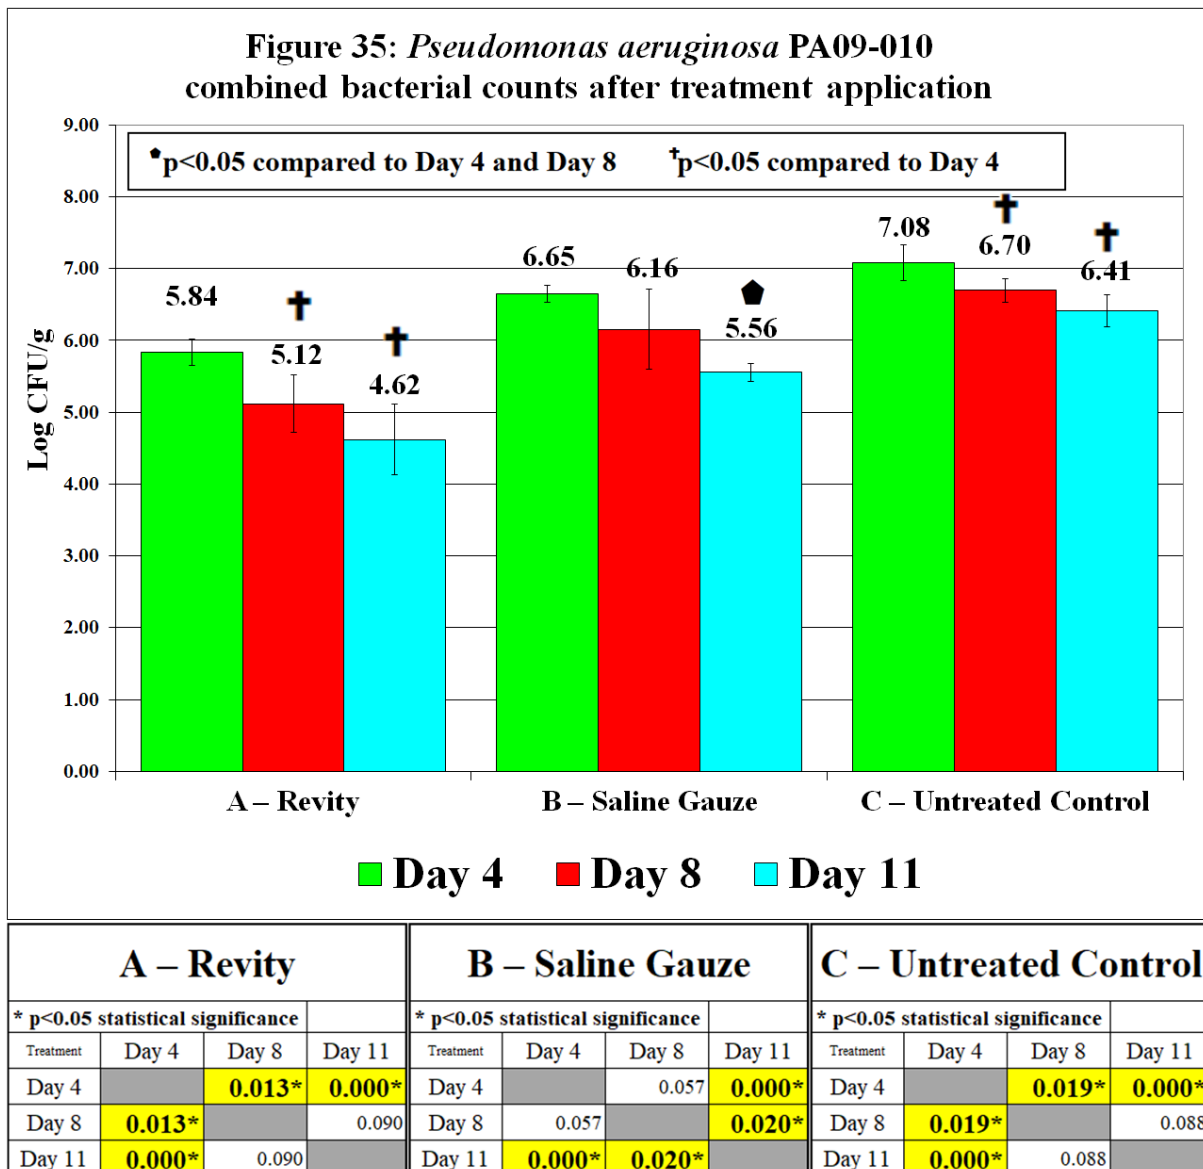 Figure 35: Pseudomonas aeruginosa PA09-010
combined bacterial counts after treatment application
9.00
8.00
7.00
6.00
5.00
4.00
3.00
2.00
1.00
0.00
Log CFU/g
⬟p<0.05 compared to Day 4 and Day 8 †p<0.05 compared to Day 4
5.84
†
5.12
†
4.62
6.65
6.16
⬟
5.56
7.08
†
6.70
†
6.41
A – Revity B – Saline Gauze C – Untreated Control
Day 4 Day 8 Day 11
A – Revity
* p<0.05 statistical significance
Treatment Day 4 Day 8 Day 11
Day 4 0.013* 0.000*
Day 8 0.013* 0.090
Day 11 0.000* 0.090
B – Saline Gauze
* p<0.05 statistical significance
Treatment Day 4 Day 8 Day 11
Day 4 0.057 0.000*
Day 8 0.057 0.020*
Day 11 0.000* 0.020*
C – Untreated Control
* p<0.05 statistical significance
Treatment Day 4 Day 8 Day 11
Day 4 0.019* 0.000*
Day 8 0.019* 0.088
Day 11 0.000* 0.088